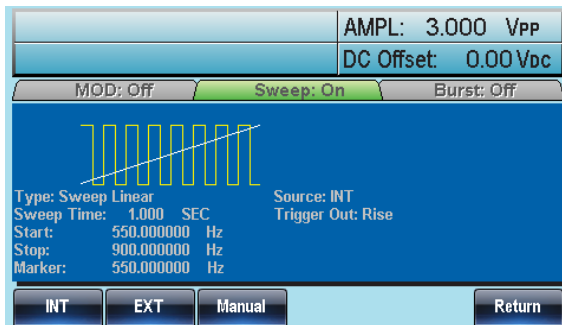 AMPL: 3.000 VPP
DC Offset: 0.00 VDC
MOD: Off Sweep: On Burst: Off
Type: Sweep Linear Source: INT
Sweep Time: 1.000 SEC Trigger Out: Rise
Start: 550.000000 Hz
Stop: 900.000000 Hz
Marker: 550.000000 Hz
INT EXT Manual Return